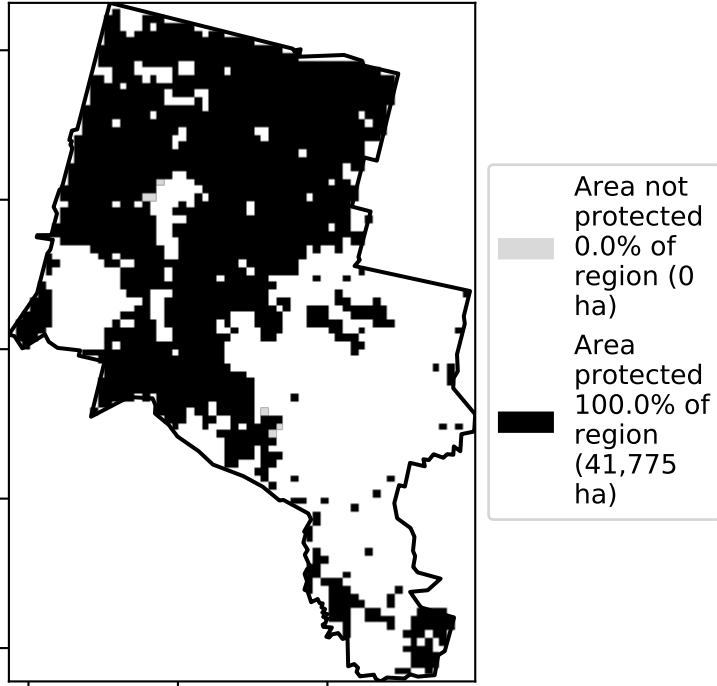 Area not
protected
0.0% of
region (0
ha)
Area
protected
100.0% of
region
(41,775
ha)